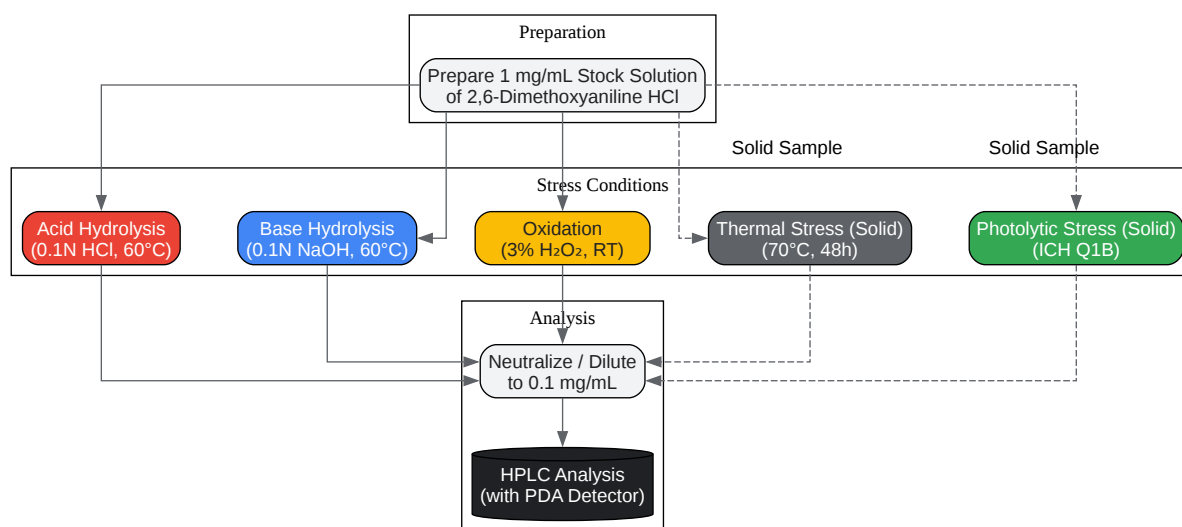 Preparation
Prepare 1 mg/mL Stock Solution
of 2,6-Dimethoxyaniline HCl
Solid Sample
Solid Sample
Stress Conditions
Acid Hydrolysis
(0.1N HCl, 60°C)
Base Hydrolysis
(0.1N NaOH, 60°C)
Oxidation
(3% H₂O₂, RT)
Thermal Stress (Solid)
(70°C, 48h)
Photolytic Stress (Solid)
(ICH Q1B)
Analysis
Neutralize / Dilute
to 0.1 mg/mL
HPLC Analysis
(with PDA Detector)